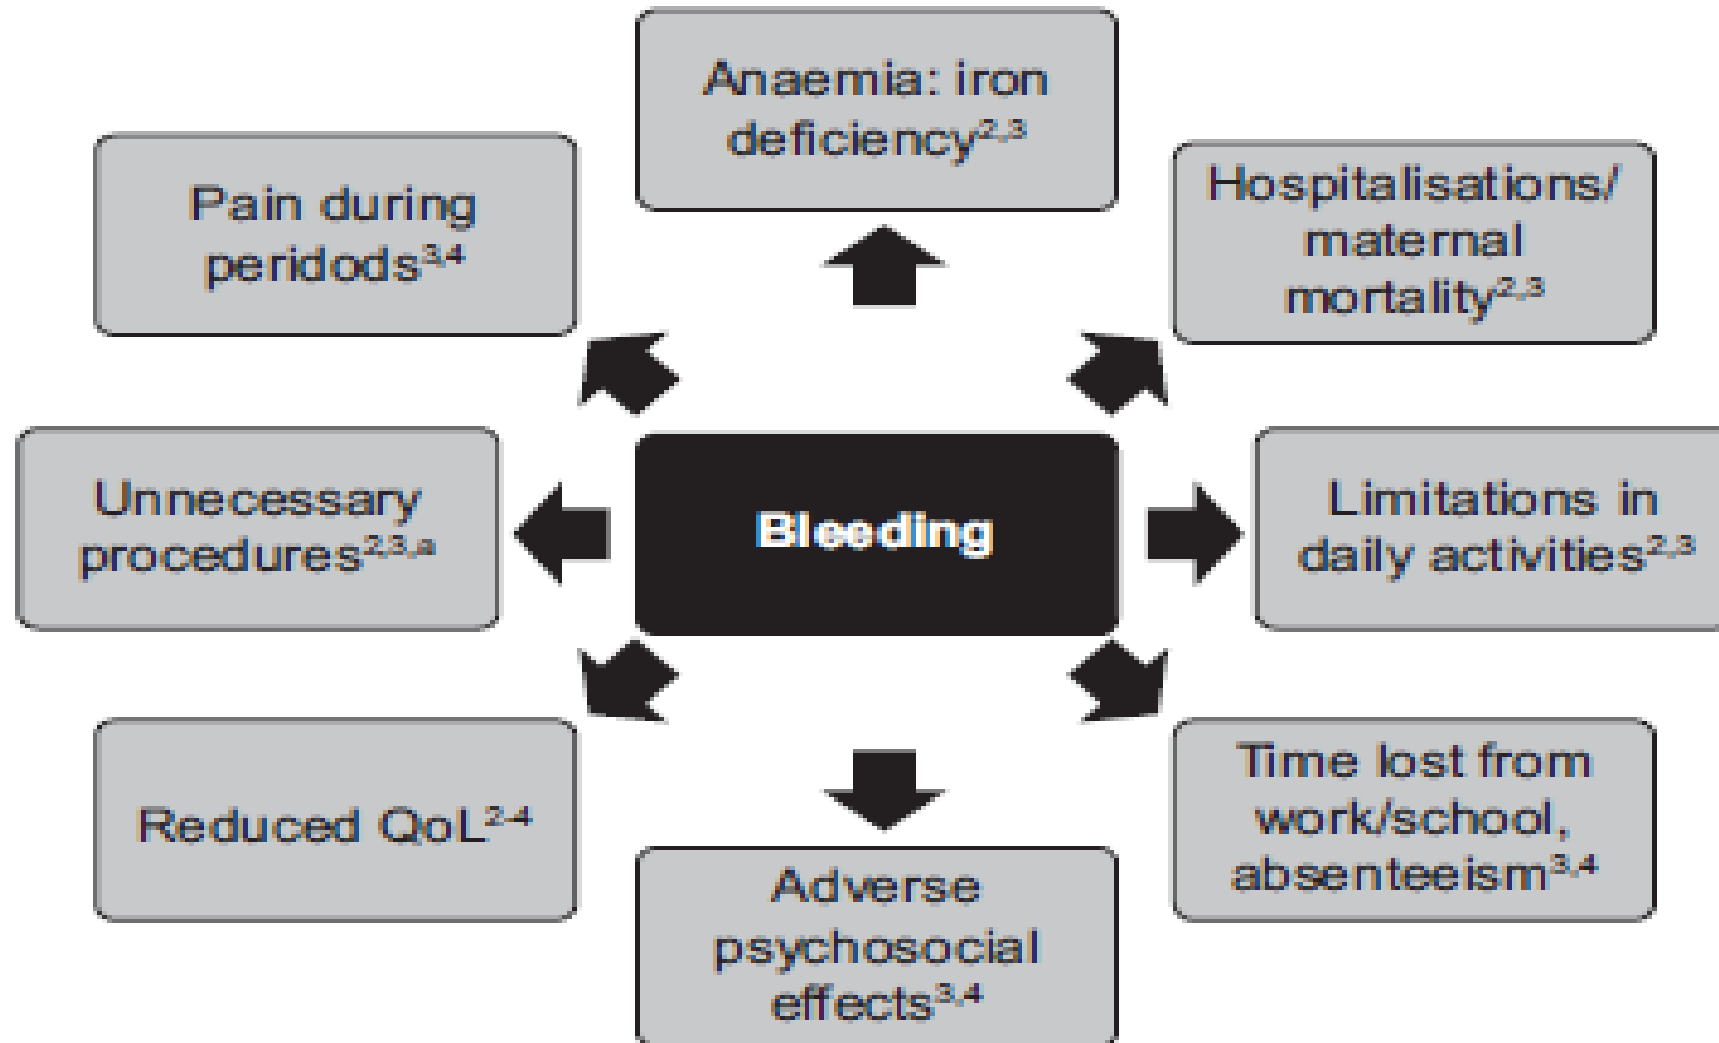 Anaemia: iron
deficiency2,3
Pain during
peridods3,4
Hospitalisations/
maternal
mortality2,3
Unnecessary
procedures2,3,a
Bleeding
Limitations in
daily activities2,3
Reduced QoL2-4
Time lost from
work/school,
absenteeism3,4
Adverse
psychosocial
effects3,4